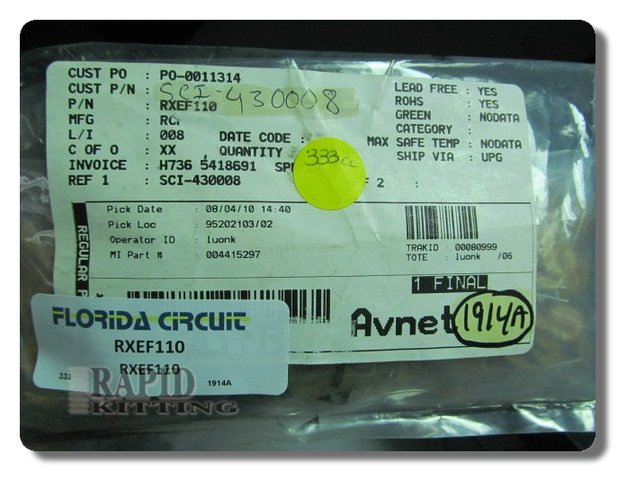 CUST PO : PO-0011314
CUST P/N : SCI-430008
P/N : RXEF110
MFG : RC
L/I : 008 DATE CODE :
C OF O : XX QUANTITY
INVOICE : H736 5418691
REF 1 : SCI-430008 2 :
LEAD FREE : YES
ROHS : YES
GREEN : NODATA
CATEGORY :
MAX SAFE TEMP : NODATA
SHIP VIA : UPG
333cc
Pick Date : 08/04/10 14:40
Pick Loc : 95202103/02
Operator ID : luonk
MI Part # : 004415297
TRAKID : 00080999
TOTE : luonk /06
REGULAR
1 FINAL
Avnet
1914A
FLORIDA CIRCUIT
RXEF110
RXEF110
333 1914A
RAPID
KITTING